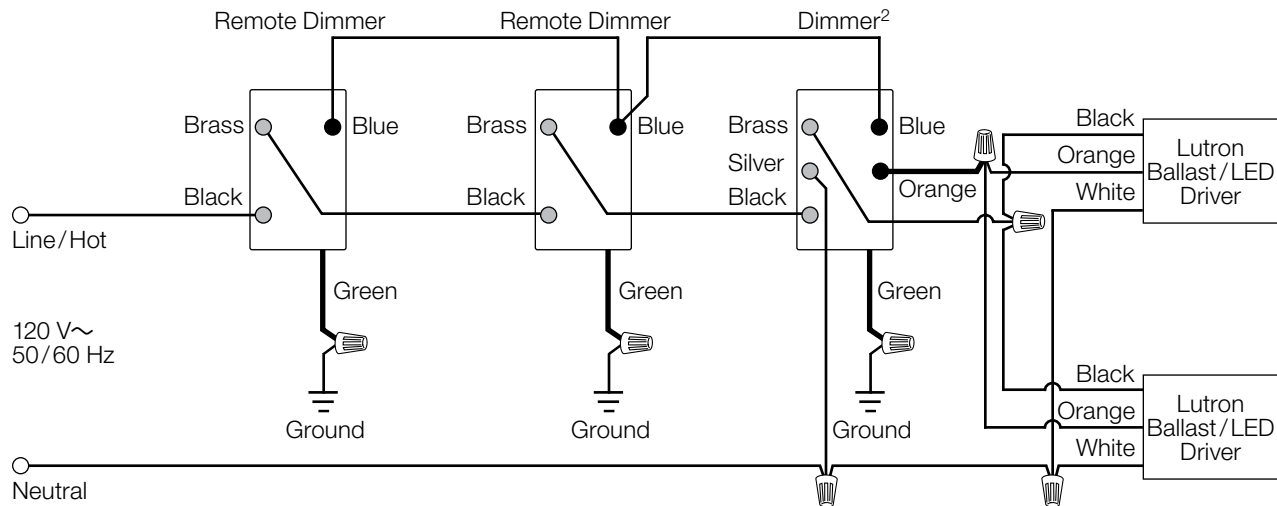 Remote Dimmer
Remote Dimmer
Dimmer²
Brass
Blue
Brass
Blue
Brass
Blue
Black
Lutron
Ballast/LED
Driver
Silver
Orange
Orange
Black
Black
Black
White
Line/Hot
Green
Green
Green
120 V~
50/60 Hz
Black
Lutron
Ballast/LED
Driver
Orange
Ground
Ground
Ground
White
Neutral